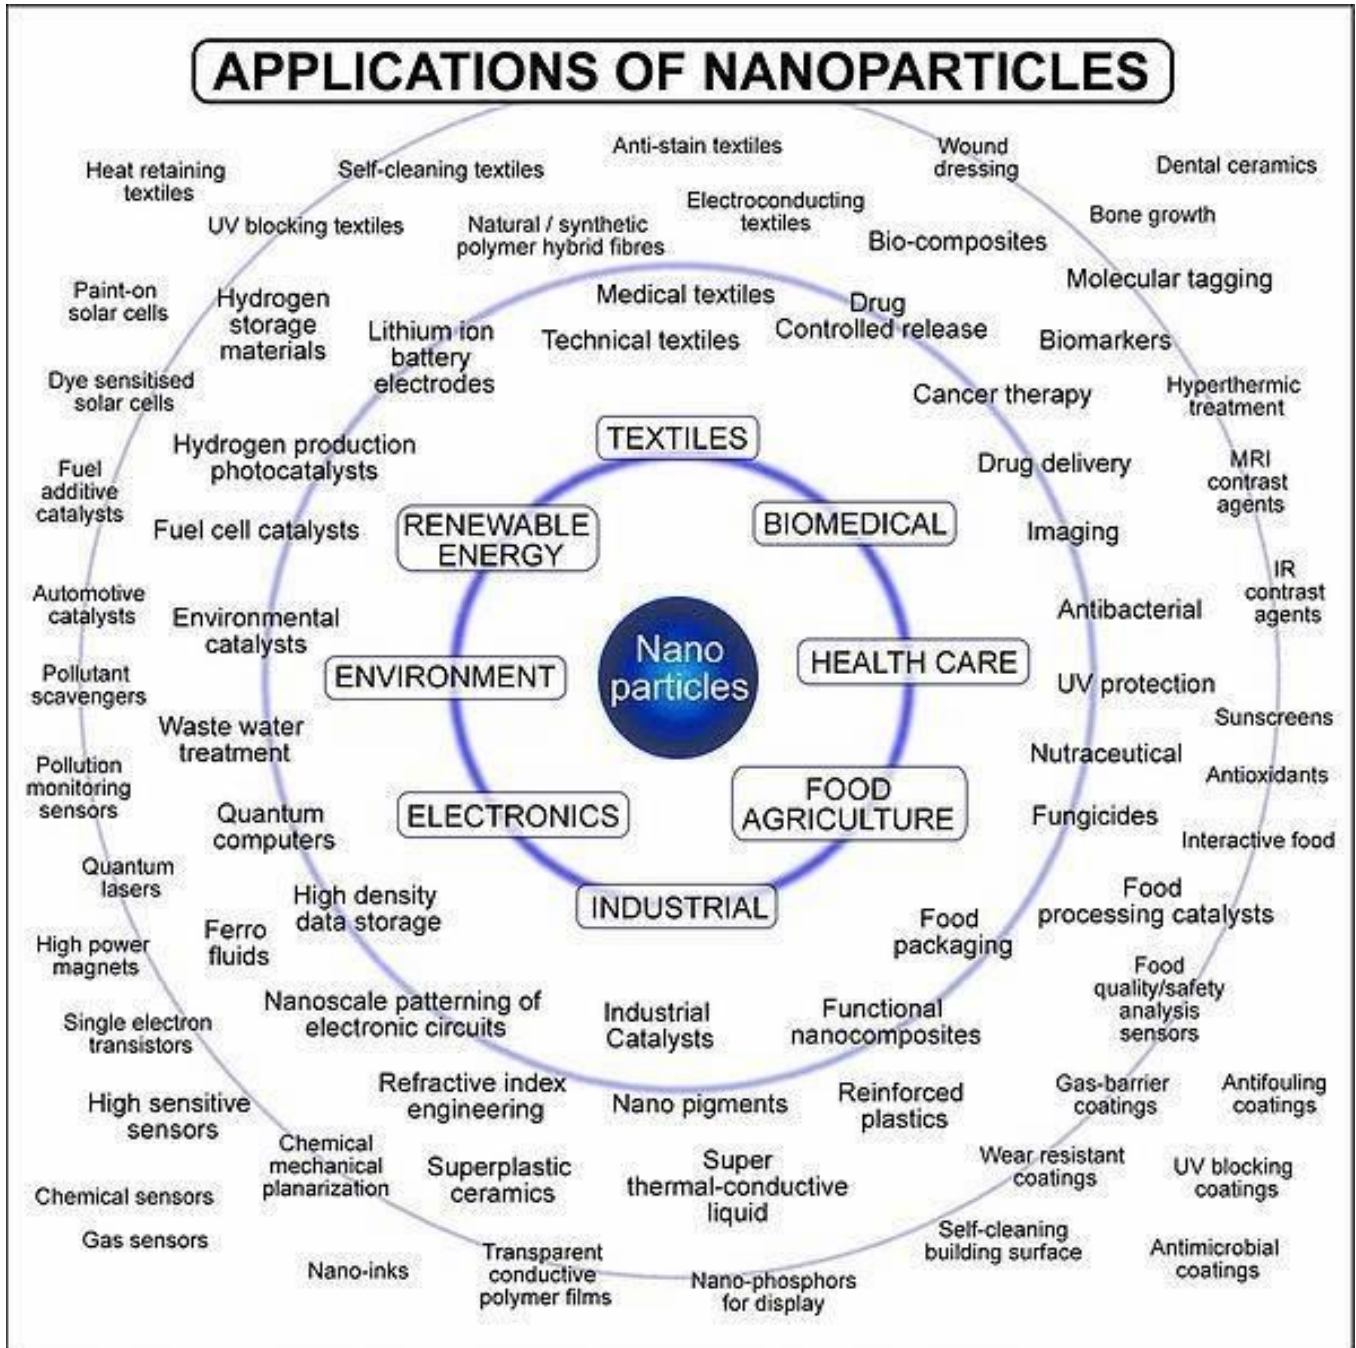 APPLICATIONS OF NANOPARTICLES
Anti-stain textiles
Wound
dressing
Dental ceramics
Heat retaining
textiles
Self-cleaning textiles
Electroconducting
textiles
Bone growth
UV blocking textiles
Natural / synthetic
polymer hybrid fibres
Bio-composites
Molecular tagging
Paint-on
solar cells
Hydrogen
storage
materials
Lithium ion
battery
electrodes
Medical textiles
Technical textiles
Drug
Controlled release
Biomarkers
Dye sensitised
solar cells
Cancer therapy
Hyperthermic
treatment
TEXTILES
Hydrogen production
photocatalysts
Drug delivery
MRI
contrast
agents
Fuel
additive
catalysts
Fuel cell catalysts
RENEWABLE
ENERGY
BIOMEDICAL
Imaging
IR
contrast
agents
Automotive
catalysts
Environmental
catalysts
Antibacterial
Nano
particles
ENVIRONMENT
HEALTH CARE
Pollutant
scavengers
UV protection
Sunscreens
Waste water
treatment
Nutraceutical
Antioxidants
Pollution
monitoring
sensors
Quantum
computers
ELECTRONICS
FOOD
AGRICULTURE
Fungicides
Interactive food
Quantum
lasers
High density
data storage
INDUSTRIAL
Food
processing catalysts
Ferro
fluids
Food
packaging
High power
magnets
Food
quality/safety
analysis
sensors
Nanoscale patterning of
electronic circuits
Industrial
Catalysts
Functional
nanocomposites
Single electron
transistors
Refractive index
engineering
Nano pigments
Reinforced
plastics
Gas-barrier
coatings
Antifouling
coatings
High sensitive
sensors
Chemical
mechanical
planarization
Superplastic
ceramics
Super
thermal-conductive
liquid
Wear resistant
coatings
UV blocking
coatings
Chemical sensors
Gas sensors
Self-cleaning
building surface
Antimicrobial
coatings
Nano-inks
Transparent
conductive
polymer films
Nano-phosphors
for display